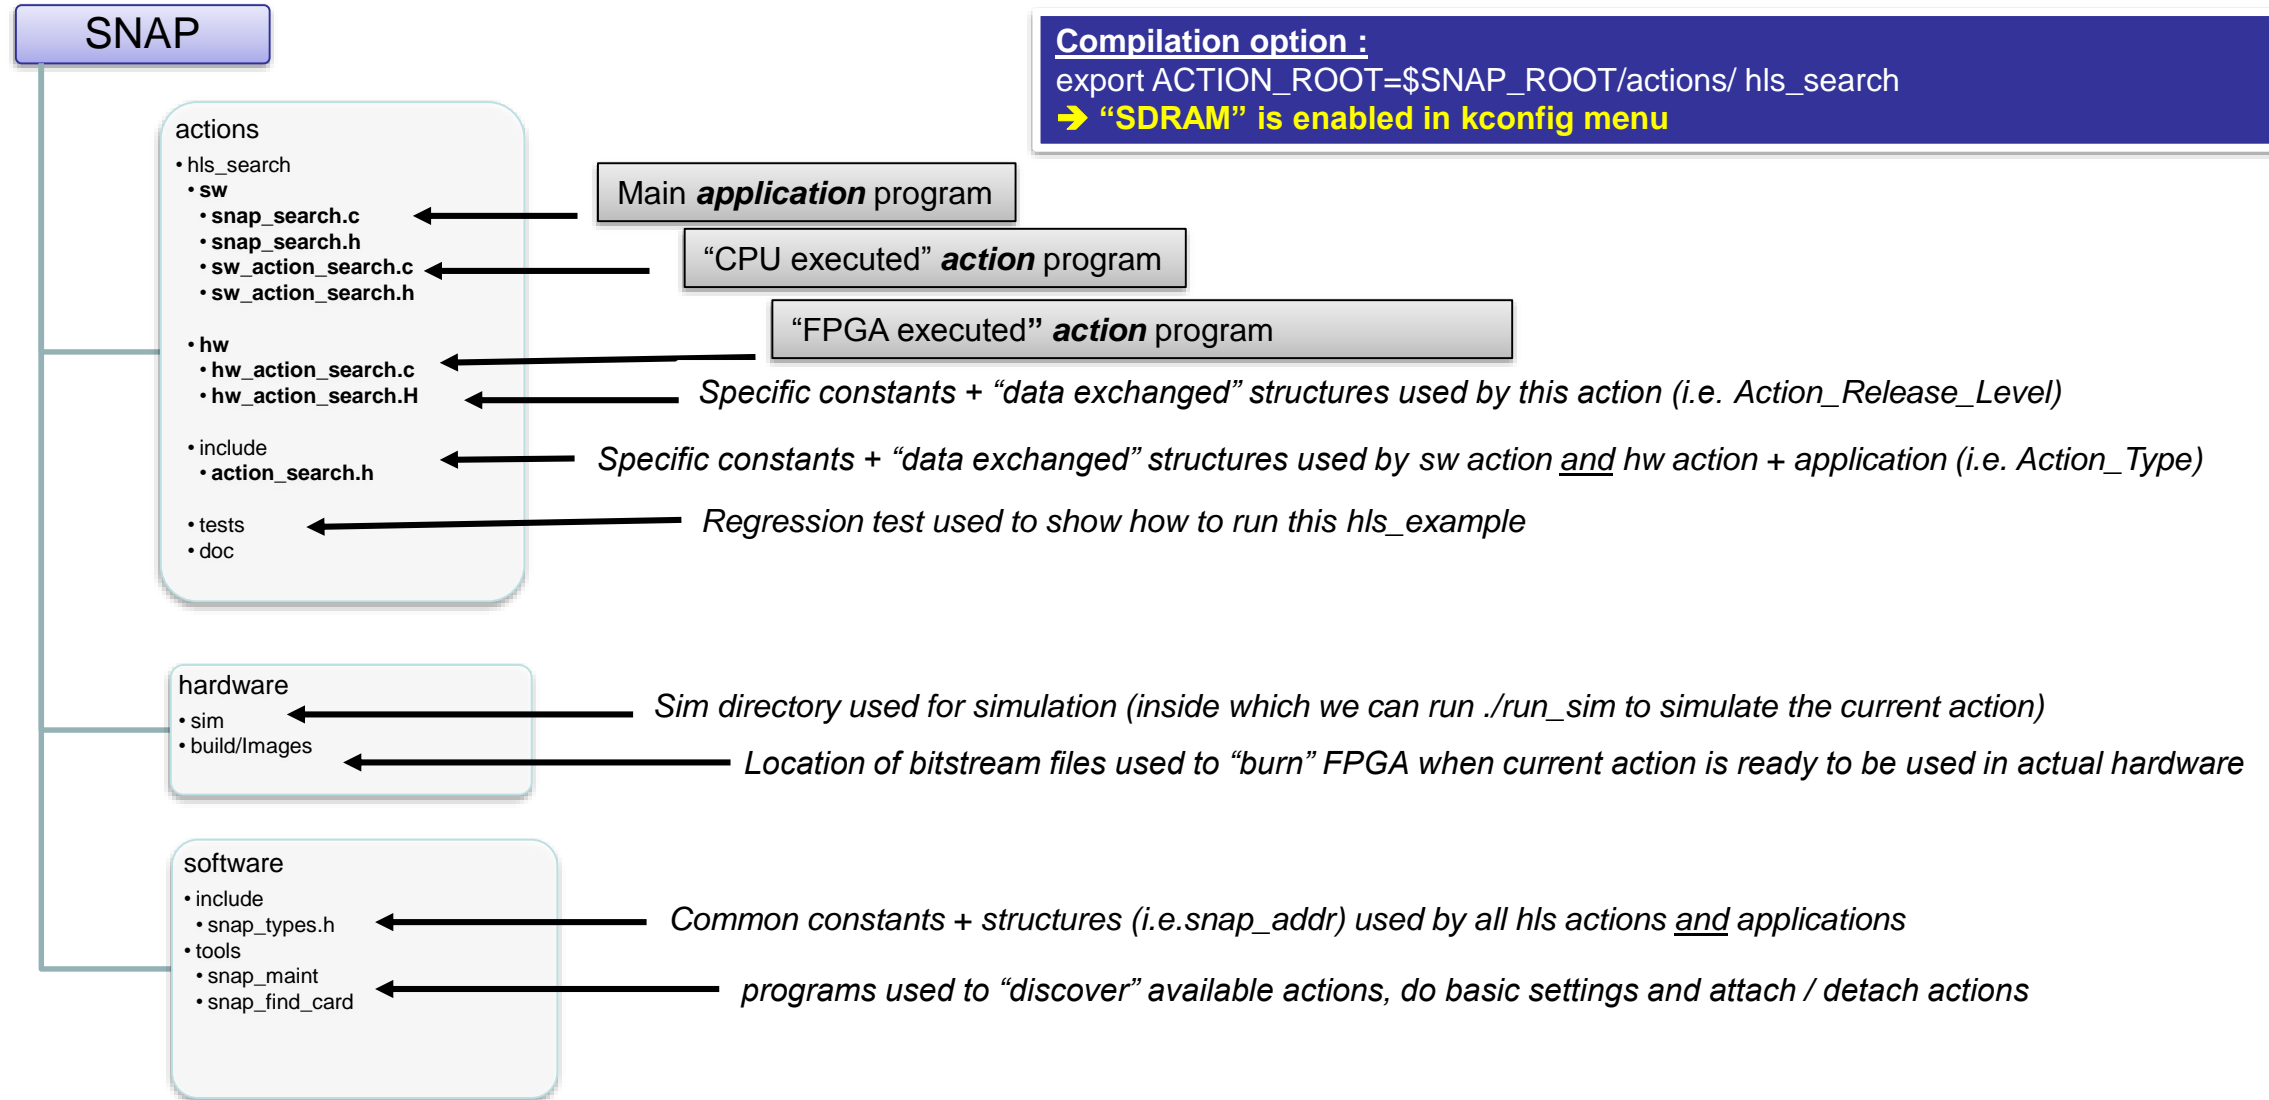 SNAP
Compilation option :
export ACTION_ROOT=$SNAP_ROOT/actions/ hls_search
➔ “SDRAM” is enabled in kconfig menu
actions
• hls_search
• sw
• snap_search.c
• snap_search.h
• sw_action_search.c
• sw_action_search.h
• hw
• hw_action_search.c
• hw_action_search.H
• include
• action_search.h
• tests
• doc
Main application program
“CPU executed” action program
“FPGA executed” action program
Specific constants + “data exchanged” structures used by this action (i.e. Action_Release_Level)
Specific constants + “data exchanged” structures used by sw action and hw action + application (i.e. Action_Type)
Regression test used to show how to run this hls_example
hardware
• sim
• build/Images
Sim directory used for simulation (inside which we can run ./run_sim to simulate the current action)
Location of bitstream files used to “burn” FPGA when current action is ready to be used in actual hardware
software
• include
• snap_types.h
• tools
• snap_maint
• snap_find_card
Common constants + structures (i.e.snap_addr) used by all hls actions and applications
programs used to “discover” available actions, do basic settings and attach / detach actions